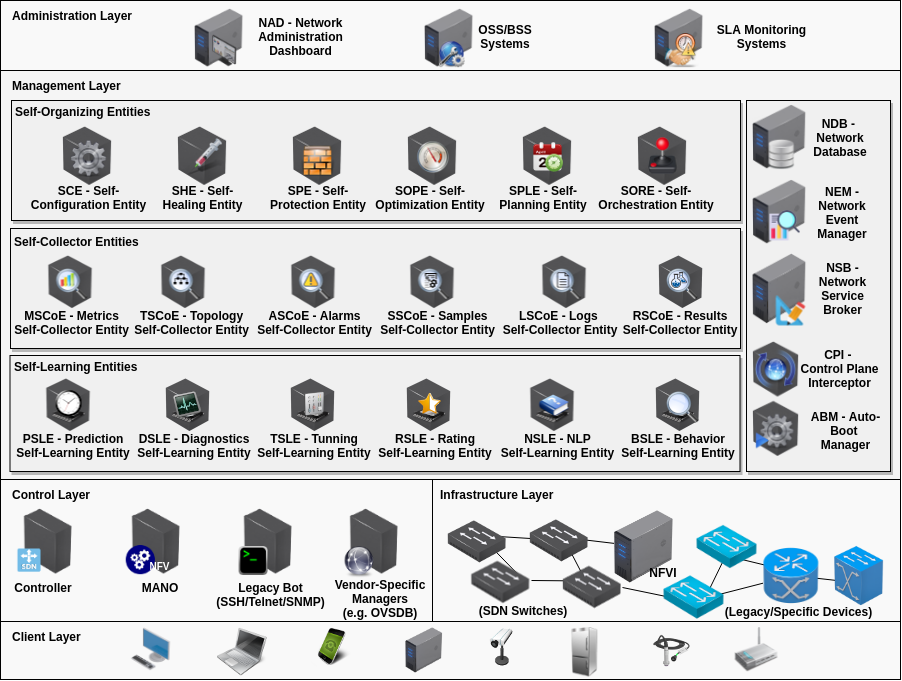 Administration Layer
NAD - Network
Administration
Dashboard
OSS/BSS
Systems
SLA Monitoring
Systems
Management Layer
Self-Organizing Entities
SCE - Self-
Configuration Entity
SHE - Self-
Healing Entity
SPE - Self-
Protection Entity
SOPE - Self-
Optimization Entity
April
2
SPLE - Self-
Planning Entity
SORE - Self-
Orchestration Entity
Self-Collector Entities
MSCoE - Metrics
Self-Collector Entity
TSCoE - Topology
Self-Collector Entity
ASCoE - Alarms
Self-Collector Entity
SSCoE - Samples
Self-Collector Entity
LSCoE - Logs
Self-Collector Entity
RSCoE - Results
Self-Collector Entity
Self-Learning Entities
PSLE - Prediction
Self-Learning Entity
DSLE - Diagnostics
Self-Learning Entity
TSLE - Tunning
Self-Learning Entity
RSLE - Rating
Self-Learning Entity
NSLE - NLP
Self-Learning Entity
BSLE - Behavior
Self-Learning Entity
NDB -
Network
Database
NEM -
Network
Event
Manager
NSB -
Network
Service
Broker
CPI -
Control Plane
Interceptor
ABM - Auto-
Boot
Manager
Control Layer
SDN
Controller
NFV
MANO
>_
Legacy Bot
(SSH/Telnet/SNMP)
Vendor-Specific
Managers
(e.g. OVSDB)
Infrastructure Layer
NFVI
(SDN Switches)
(Legacy/Specific Devices)
Client Layer